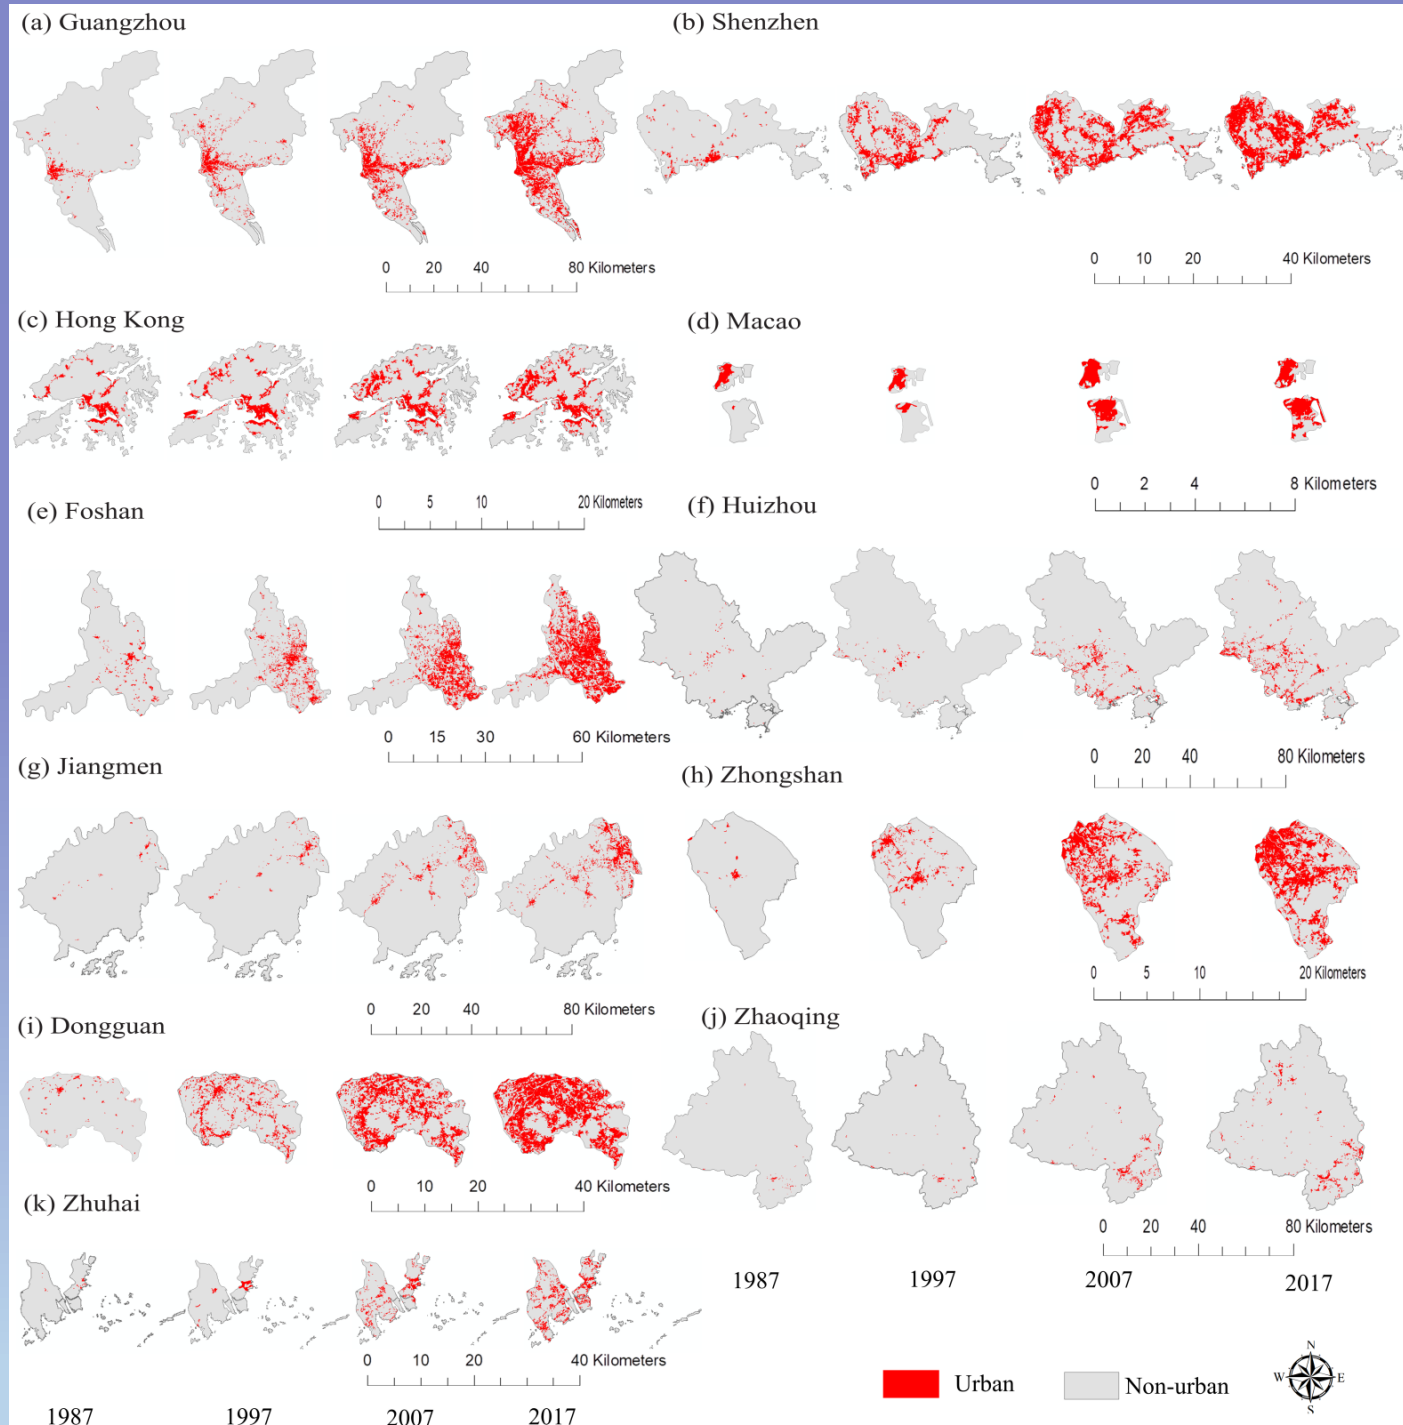 (a) Guangzhou
(b) Shenzhen
0 20 40 80 Kilometers
0 10 20 40 Kilometers
(c) Hong Kong
(d) Macao
0 5 10 20 Kilometers
0 2 4 8 Kilometers
(e) Foshan
(f) Huizhou
0 15 30 60 Kilometers
0 20 40 80 Kilometers
(g) Jiangmen
(h) Zhongshan
0 20 40 80 Kilometers
0 5 10 20 Kilometers
(i) Dongguan
(j) Zhaoqing
0 10 20 40 Kilometers
0 20 40 80 Kilometers
(k) Zhuhai
1987 1997 2007 2017
0 10 20 40 Kilometers
Urban
Non-urban
N
W E
S
1987 1997 2007 2017